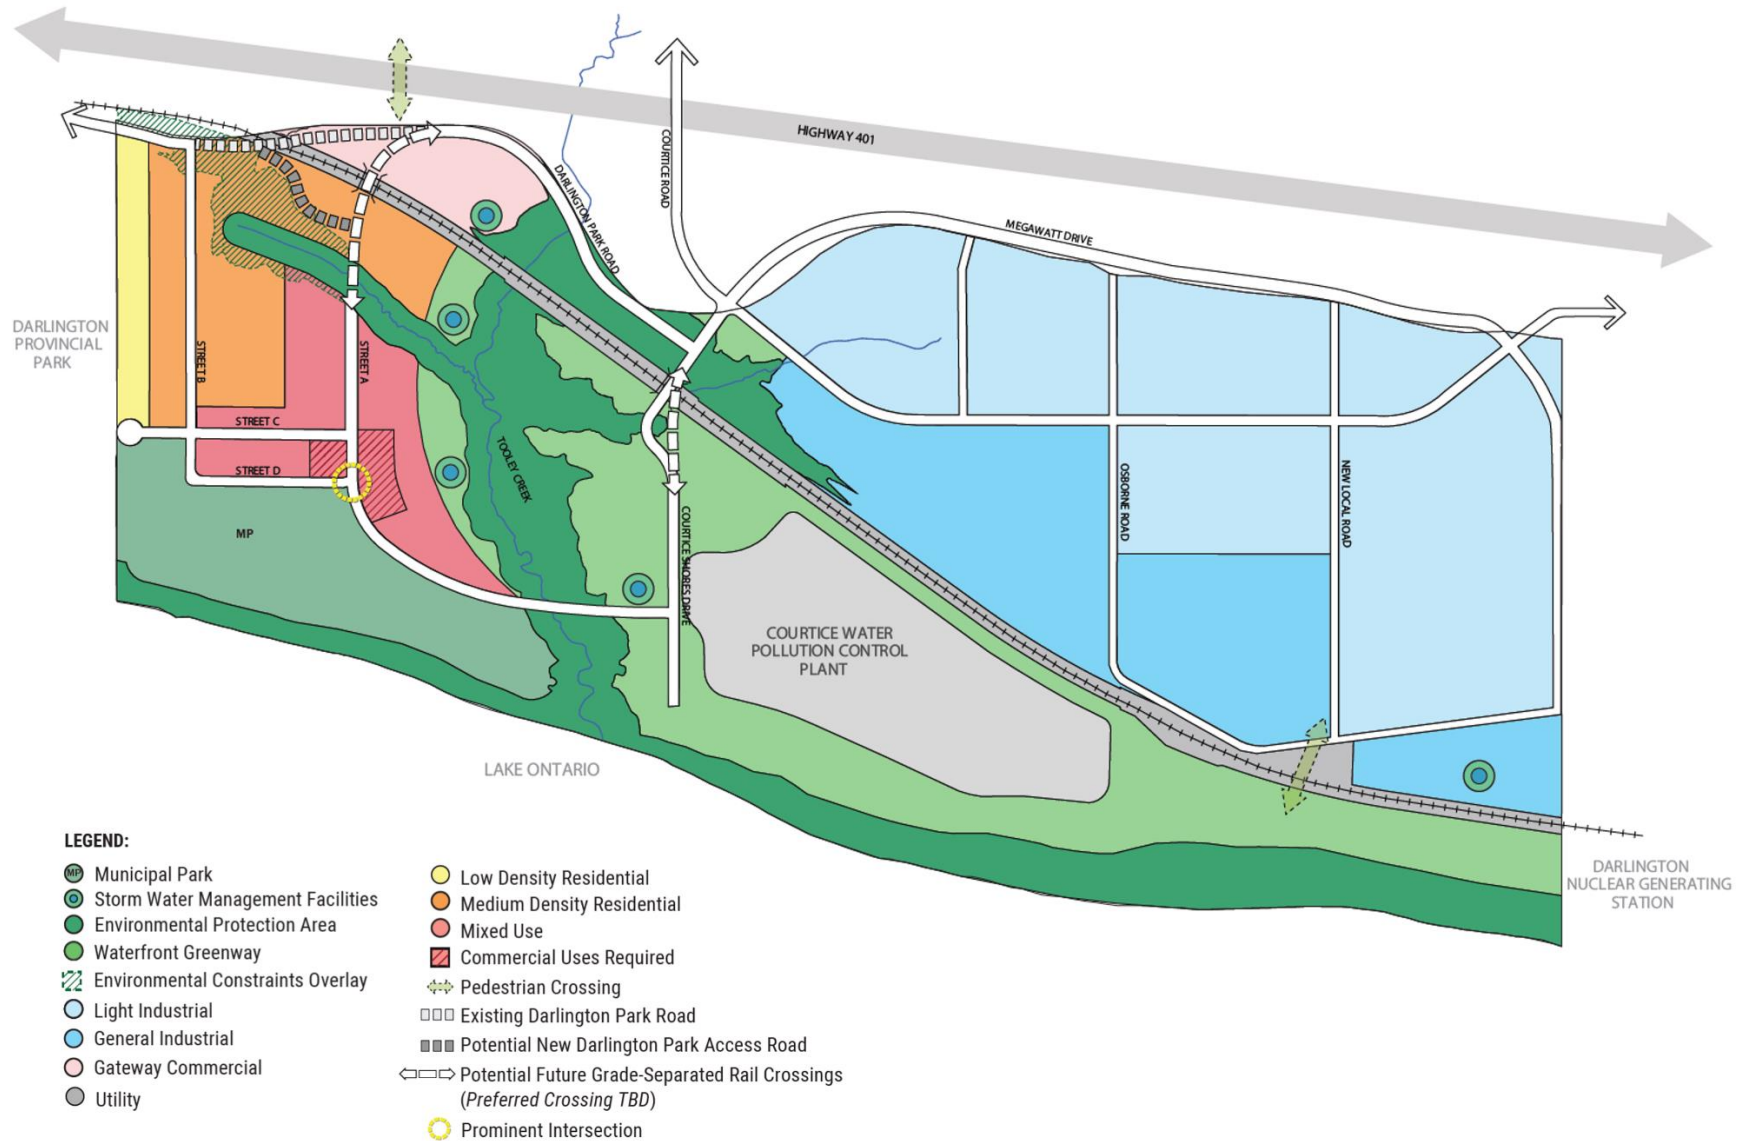 HIGHWAY 401
COURTICE ROAD
DARLINGTON PARK ROAD
MEGAWATT DRIVE
DARLINGTON
PROVINCIAL
PARK
STREET B
STREET A
STREET C
STREET D
TOOLEY CREEK
OSBORNE ROAD
NEW LOCAL ROAD
MP
COURTICE SHORES DRIVE
COURTICE WATER
POLLUTION CONTROL
PLANT
LAKE ONTARIO
DARLINGTON
NUCLEAR GENERATING
STATION
LEGEND:
MP Municipal Park
Storm Water Management Facilities
Environmental Protection Area
Waterfront Greenway
Environmental Constraints Overlay
Light Industrial
General Industrial
Gateway Commercial
Utility
Low Density Residential
Medium Density Residential
Mixed Use
Commercial Uses Required
Pedestrian Crossing
Existing Darlington Park Road
Potential New Darlington Park Access Road
Potential Future Grade-Separated Rail Crossings
(Preferred Crossing TBD)
Prominent Intersection